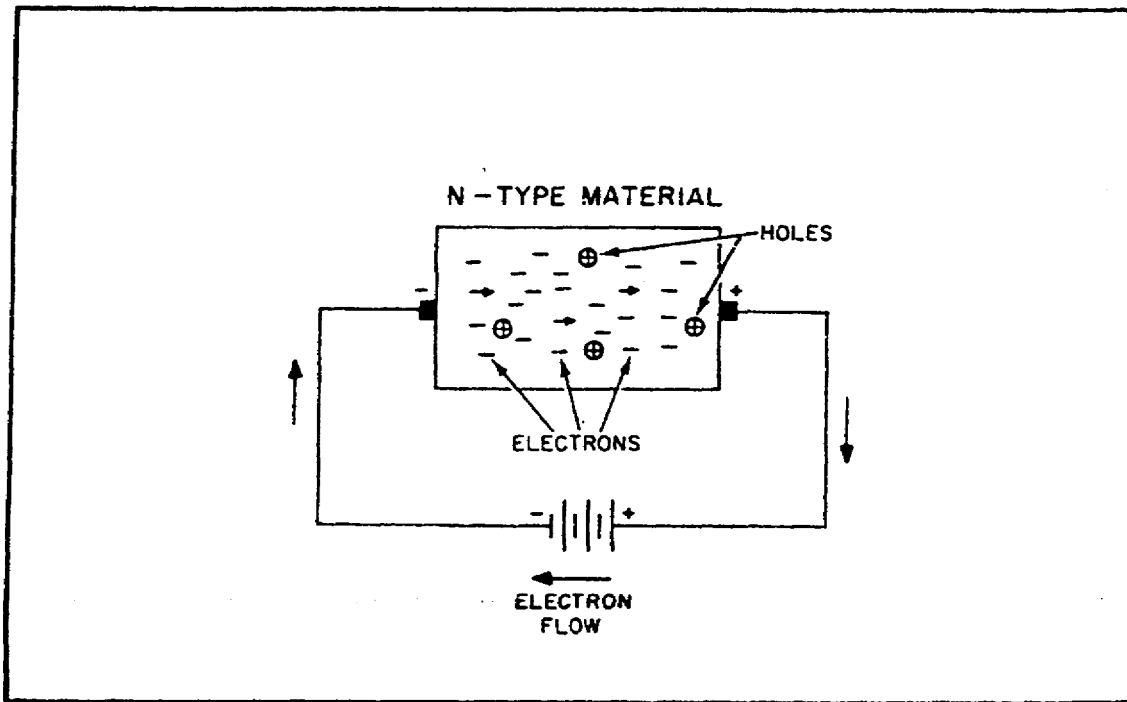 N-TYPE MATERIAL
HOLES
- +
ELECTRONS
- +
ELECTRON
FLOW